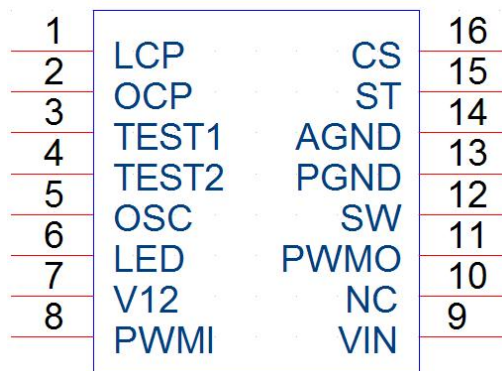 1 LCP CS 16
2 OCP ST 15
3 TEST1 AGND 14
4 TEST2 PGND 13
5 OSC SW 12
6 LED PWMO 11
7 V12 NC 10
8 PWMI VIN 9